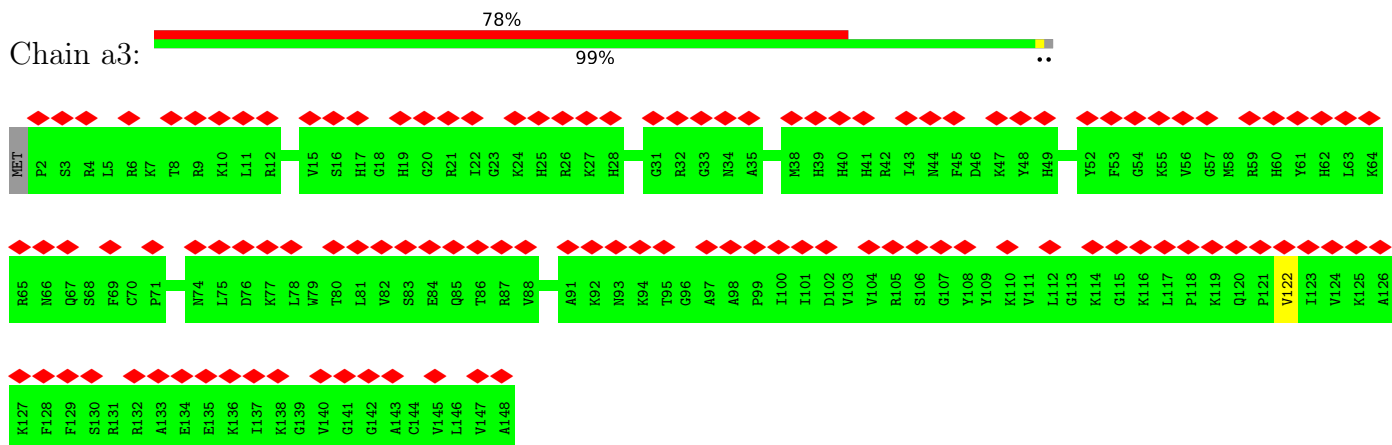 78%
Chain a3:
99%
••
MET P2 S3 R4 L5 R6 K7 T8 R9 K10 L11 R12 V15 S16 H17 G18 H19 G20 R21 I22 G23 K24 H25 R26 K27 H28 G31 R32 G33 N34 A35 M38 H39 H40 H41 R42 I43 N44 F45 D46 K47 Y48 H49 Y52 F53 G54 K55 V56 G57 M58 R59 H60 Y61 H62 L63 K64
R65 N66 Q67 S68 F69 C70 P71 N74 L75 D76 K77 L78 W79 T80 L81 V82 S83 E84 Q85 T86 R87 V88 A91 K92 N93 K94 T95 G96 A97 A98 P99 I100 I101 D102 V103 V104 R105 S106 G107 Y108 Y109 K110 V111 L112 G113 K114 G115 K116 L117 P118 K119 Q120 P121 V122 I123 V124 K125 A126
K127 F128 F129 S130 R131 R132 A133 E134 E135 K136 I137 K138 G139 V140 G141 G142 A143 C144 V145 L146 V147 A148